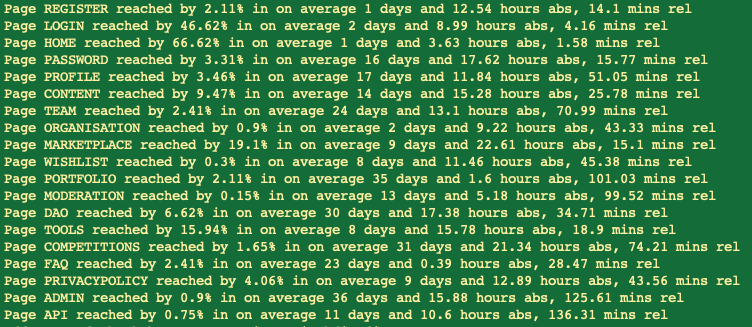 Page REGISTER reached by 2.11% in on average 1 days and 12.54 hours abs, 14.1 mins rel
Page LOGIN reached by 46.62% in on average 2 days and 8.99 hours abs, 4.16 mins rel
Page HOME reached by 66.62% in on average 1 days and 3.63 hours abs, 1.58 mins rel
Page PASSWORD reached by 3.31% in on average 16 days and 17.62 hours abs, 15.77 mins rel
Page PROFILE reached by 3.46% in on average 17 days and 11.84 hours abs, 51.05 mins rel
Page CONTENT reached by 9.47% in on average 14 days and 15.28 hours abs, 25.78 mins rel
Page TEAM reached by 2.41% in on average 24 days and 13.1 hours abs, 70.99 mins rel
Page ORGANISATION reached by 0.9% in on average 2 days and 9.22 hours abs, 43.33 mins rel
Page MARKETPLACE reached by 19.1% in on average 9 days and 22.61 hours abs, 15.1 mins rel
Page WISHLIST reached by 0.3% in on average 8 days and 11.46 hours abs, 45.38 mins rel
Page PORTFOLIO reached by 2.11% in on average 35 days and 1.6 hours abs, 101.03 mins rel
Page MODERATION reached by 0.15% in on average 13 days and 5.18 hours abs, 99.52 mins rel
Page DAO reached by 6.62% in on average 30 days and 17.38 hours abs, 34.71 mins rel
Page TOOLS reached by 15.94% in on average 8 days and 15.78 hours abs, 18.9 mins rel
Page COMPETITIONS reached by 1.65% in on average 31 days and 21.34 hours abs, 74.21 mins rel
Page FAQ reached by 2.41% in on average 23 days and 0.39 hours abs, 28.47 mins rel
Page PRIVACYPOLICY reached by 4.06% in on average 9 days and 12.89 hours abs, 43.56 mins rel
Page ADMIN reached by 0.9% in on average 36 days and 15.88 hours abs, 125.61 mins rel
Page API reached by 0.75% in on average 11 days and 10.6 hours abs, 136.31 mins rel